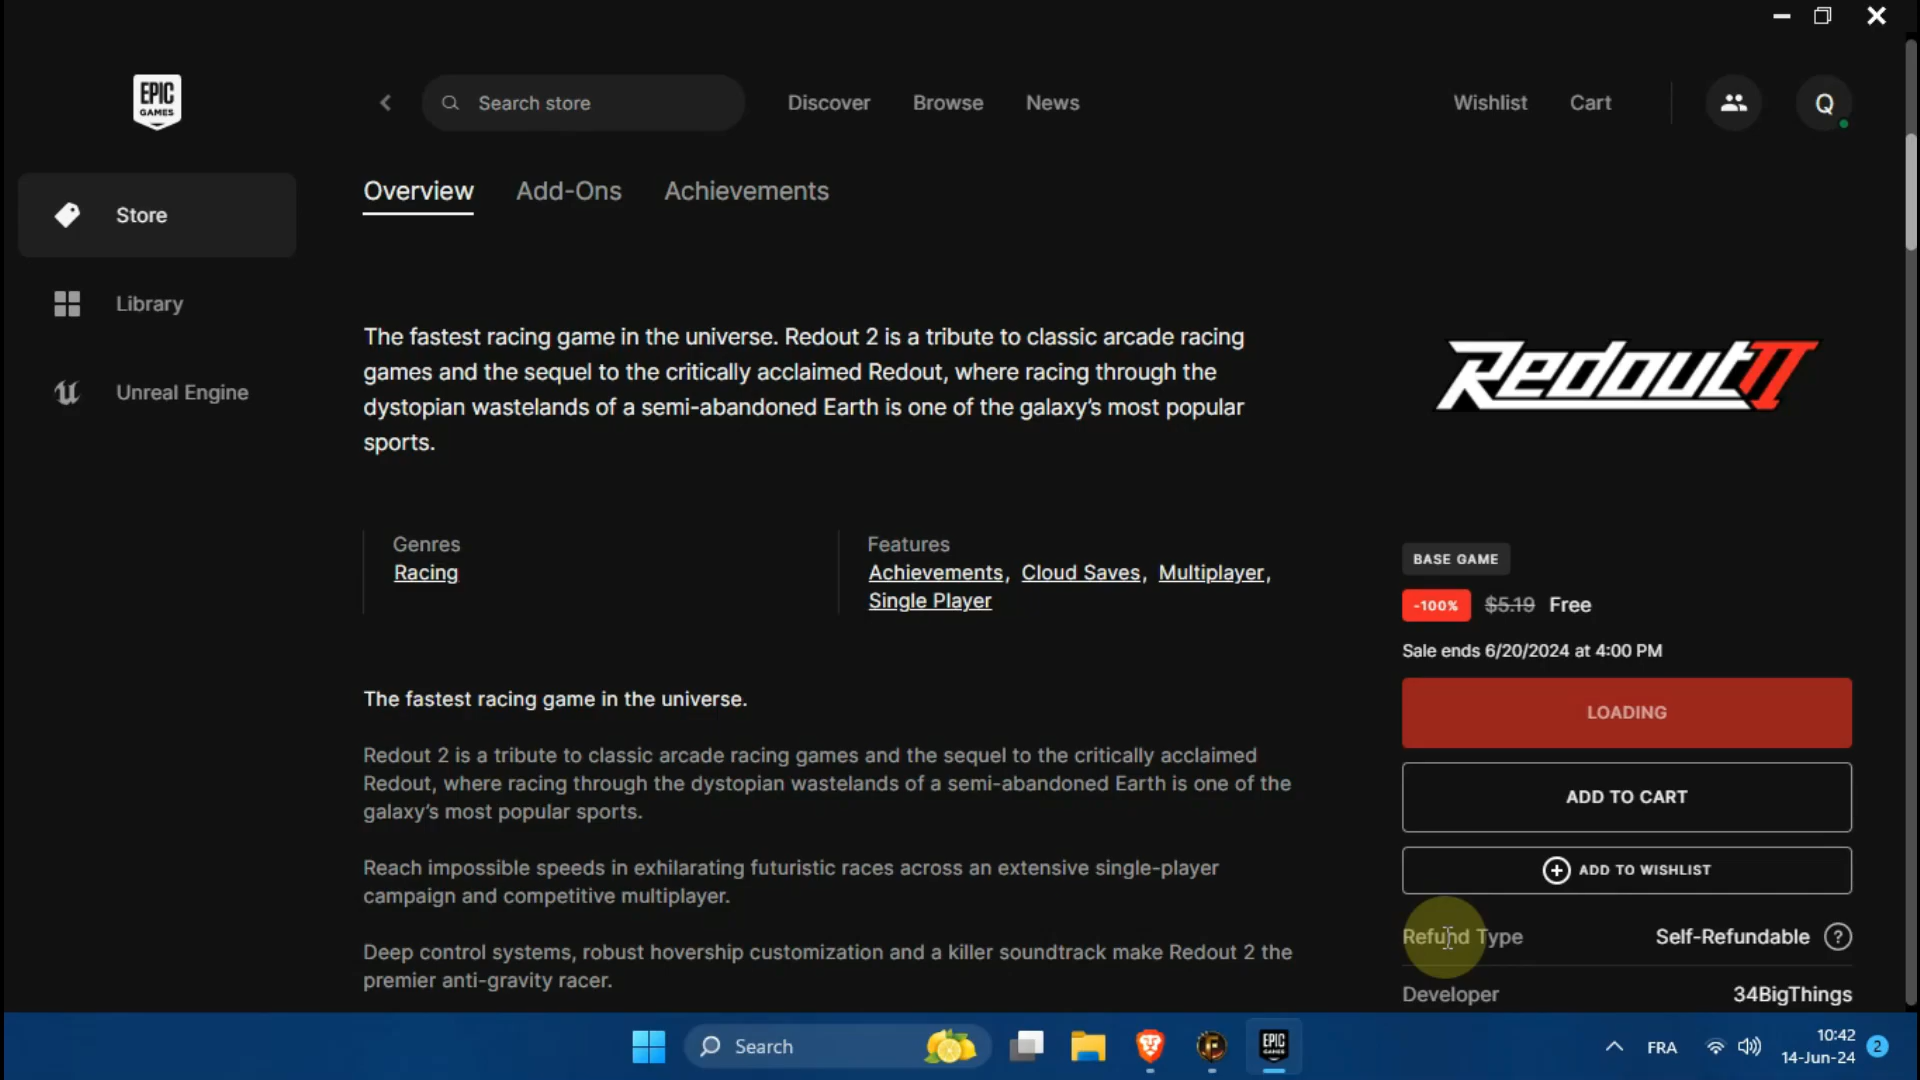 EPIC
GAMES
Search store
Discover
Browse
News
Wishlist
Cart
Q
Store
Library
Unreal Engine
Overview
Add-Ons
Achievements
The fastest racing game in the universe. Redout 2 is a tribute to classic arcade racing
games and the sequel to the critically acclaimed Redout, where racing through the
dystopian wastelands of a semi-abandoned Earth is one of the galaxy's most popular
sports.
Redout II
Genres
Racing
Features
Achievements, Cloud Saves, Multiplayer,
Single Player
BASE GAME
-100% $5.19 Free
Sale ends 6/20/2024 at 4:00 PM
LOADING
ADD TO CART
ADD TO WISHLIST
Refund Type Self-Refundable ?
Developer 34BigThings
The fastest racing game in the universe.
Redout 2 is a tribute to classic arcade racing games and the sequel to the critically acclaimed
Redout, where racing through the dystopian wastelands of a semi-abandoned Earth is one of the
galaxy's most popular sports.
Reach impossible speeds in exhilarating futuristic races across an extensive single-player
campaign and competitive multiplayer.
Deep control systems, robust hovership customization and a killer soundtrack make Redout 2 the
premier anti-gravity racer.
Search
EPIC
GAMES
FRA
10:42
14-Jun-24
2